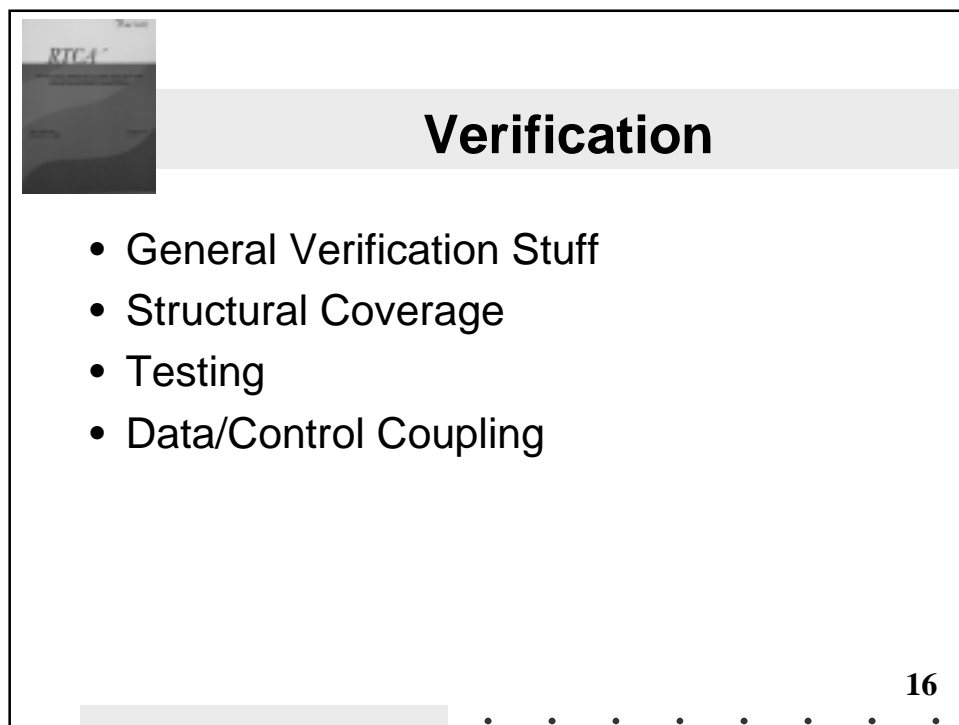 RTCA
Verification
• General Verification Stuff
• Structural Coverage
• Testing
• Data/Control Coupling
16